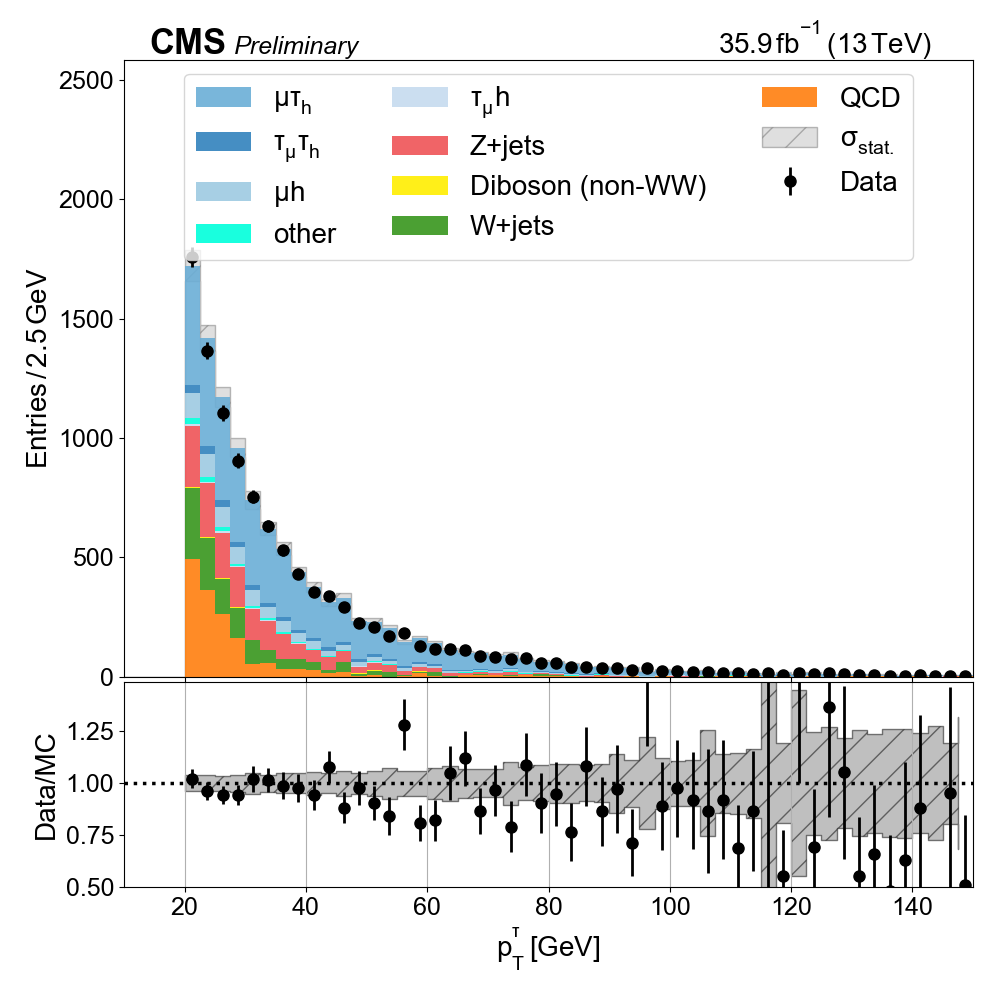 CMS Preliminary 35.9 fb⁻¹ (13 TeV)
2500
2000
1500
1000
500
0
Entries / 2.5 GeV
μτₕ
τ_μτₕ
μh
other
τ_μh
Z+jets
Diboson (non-WW)
W+jets
QCD
σ_stat.
Data
1.25
1.00
0.75
0.50
Data/MC
20 40 60 80 100 120 140
p_T^τ [GeV]